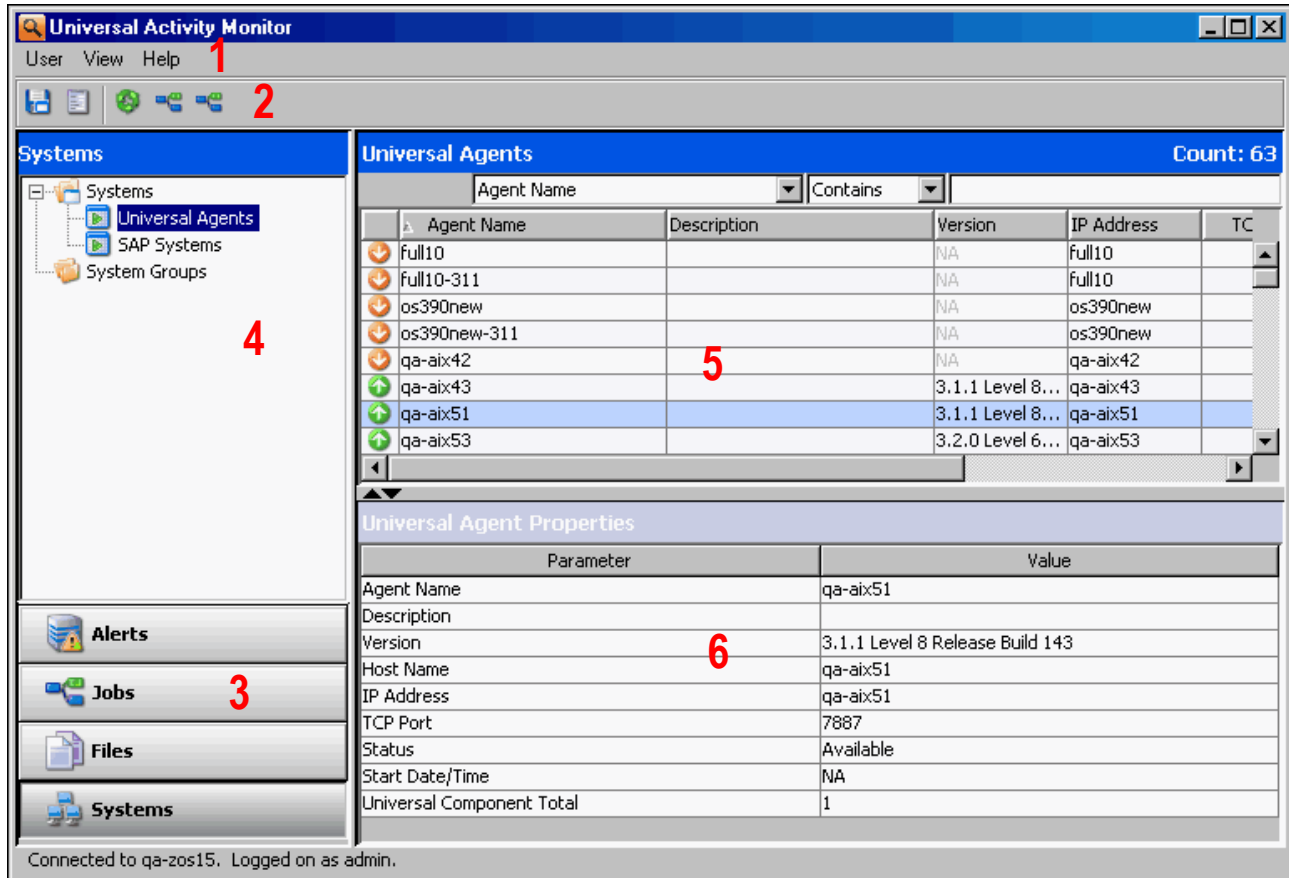 Universal Activity Monitor
User View Help 1
2
Systems
Systems
Universal Agents
SAP Systems
System Groups
4
Alerts
Jobs
3
Files
Systems
Universal Agents Count: 63
Agent Name Contains
Agent Name Description Version IP Address TC
full10 NA full10
full10-311 NA full10
os390new NA os390new
os390new-311 NA os390new
qa-aix42 NA qa-aix42
5
qa-aix43 3.1.1 Level 8... qa-aix43
qa-aix51 3.1.1 Level 8... qa-aix51
qa-aix53 3.2.0 Level 6... qa-aix53
Universal Agent Properties
Parameter Value
Agent Name qa-aix51
Description
Version 3.1.1 Level 8 Release Build 143
6
Host Name qa-aix51
IP Address qa-aix51
TCP Port 7887
Status Available
Start Date/Time NA
Universal Component Total 1
Connected to qa-zos15. Logged on as admin.